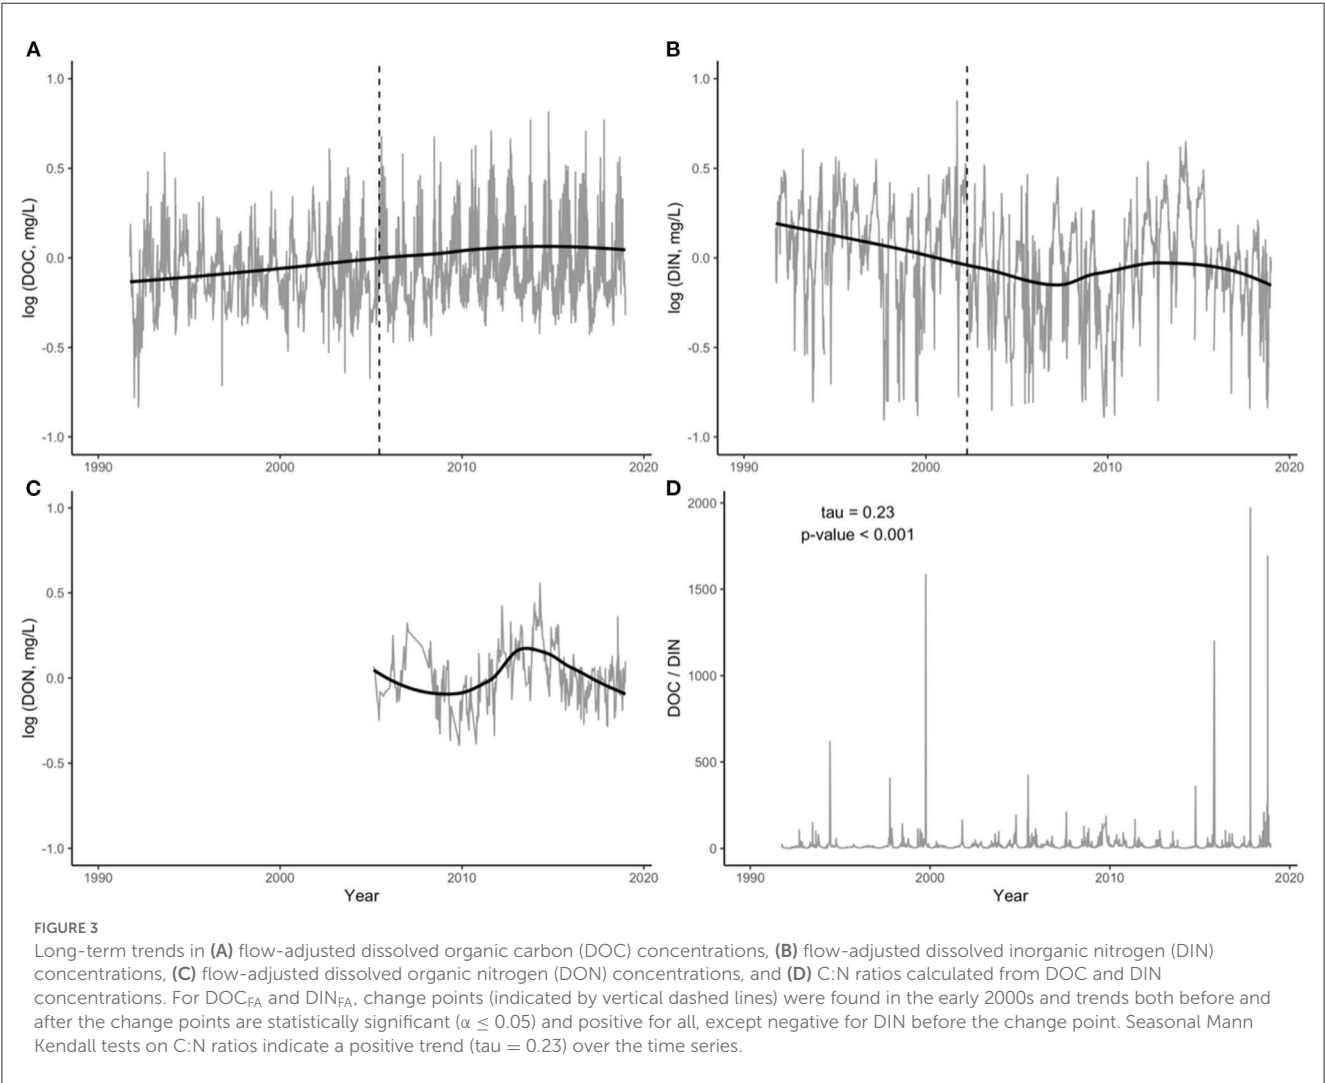 A
B
1.0
0.5
0.0
-0.5
-1.0
log (DOC, mg/L)
1990
2000
2010
2020
1.0
0.5
0.0
-0.5
-1.0
log (DIN, mg/L)
1990
2000
2010
2020
C
D
1.0
0.5
0.0
-0.5
-1.0
log (DON, mg/L)
1990
2000
2010
2020
Year
tau = 0.23
p-value < 0.001
2000
1500
1000
500
0
DOC / DIN
1990
2000
2010
2020
Year
FIGURE 3
Long-term trends in (A) flow-adjusted dissolved organic carbon (DOC) concentrations, (B) flow-adjusted dissolved inorganic nitrogen (DIN)
concentrations, (C) flow-adjusted dissolved organic nitrogen (DON) concentrations, and (D) C:N ratios calculated from DOC and DIN
concentrations. For DOC_FA and DIN_FA, change points (indicated by vertical dashed lines) were found in the early 2000s and trends both before and
after the change points are statistically significant (α ≤ 0.05) and positive for all, except negative for DIN before the change point. Seasonal Mann
Kendall tests on C:N ratios indicate a positive trend (tau = 0.23) over the time series.